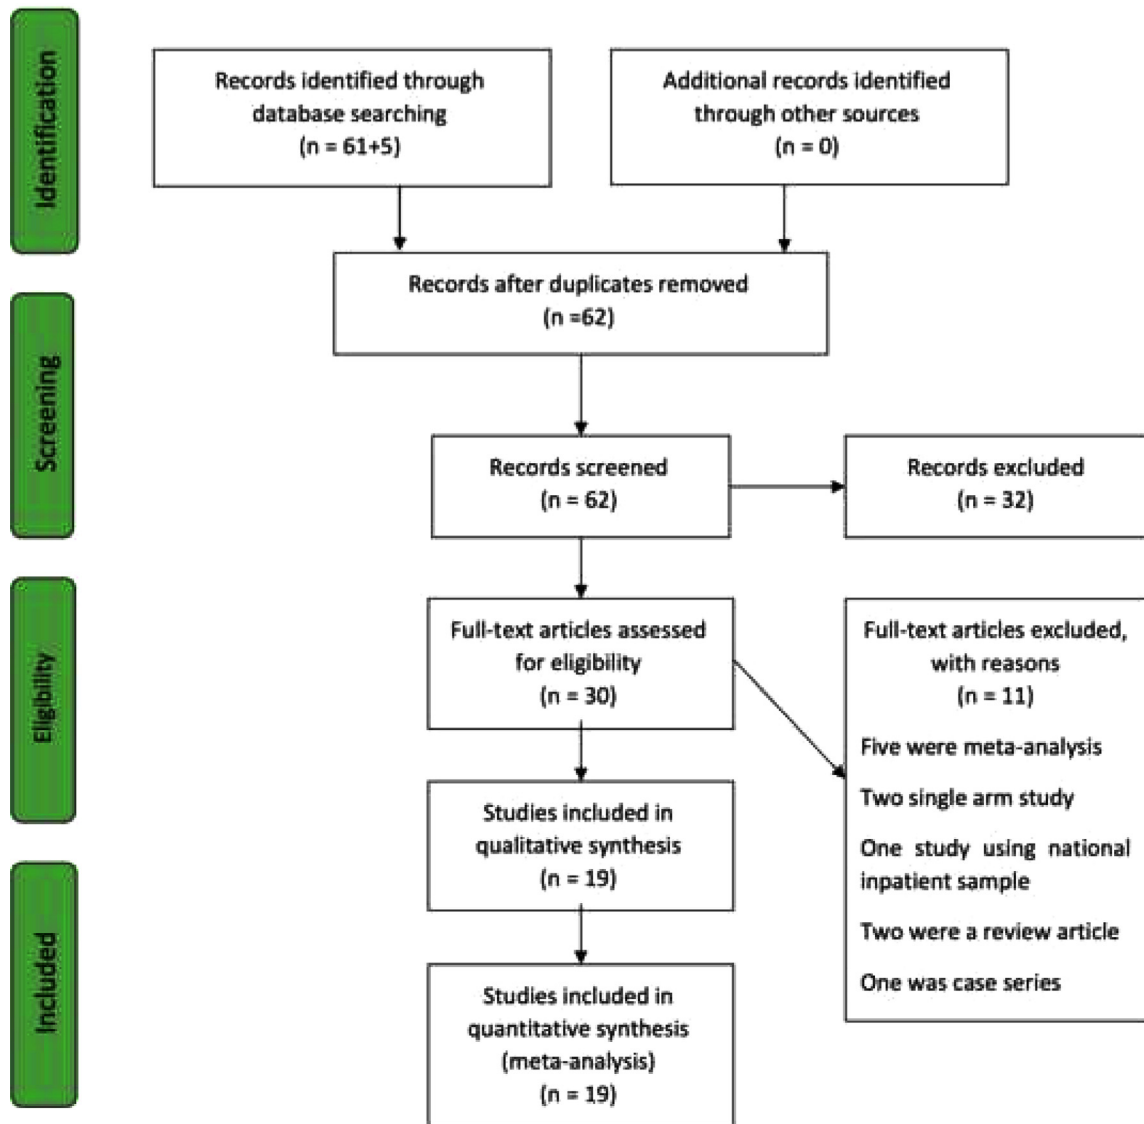 Identification
Records identified through
database searching
(n = 61+5)
Additional records identified
through other sources
(n = 0)
Records after duplicates removed
(n =62)
Screening
Records screened
(n = 62)
Records excluded
(n = 32)
Eligibility
Full-text articles assessed
for eligibility
(n = 30)
Full-text articles excluded,
with reasons
(n = 11)
Five were meta-analysis
Two single arm study
One study using national
inpatient sample
Two were a review article
One was case series
Studies included in
qualitative synthesis
(n = 19)
Included
Studies included in
quantitative synthesis
(meta-analysis)
(n = 19)